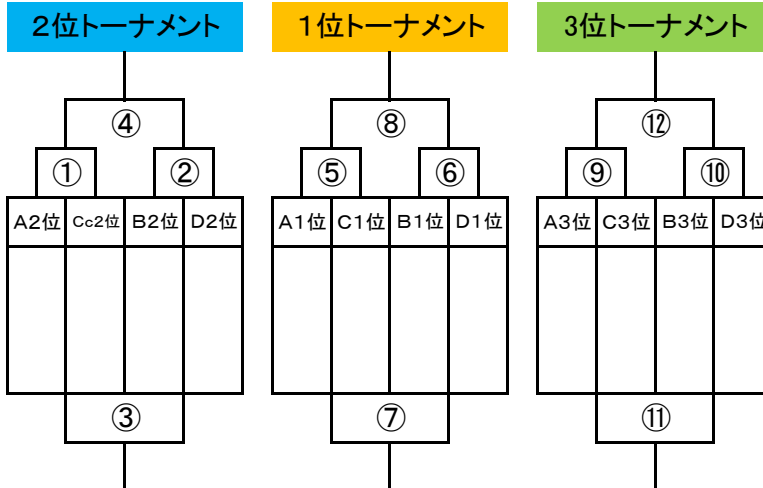 2位トーナメント
1位トーナメント
3位トーナメント
④
⑧
⑫
①
②
⑤
⑥
⑨
⑩
A2位
Cc2位
B2位
D2位
A1位
C1位
B1位
D1位
A3位
C3位
B3位
D3位
③
⑦
⑪